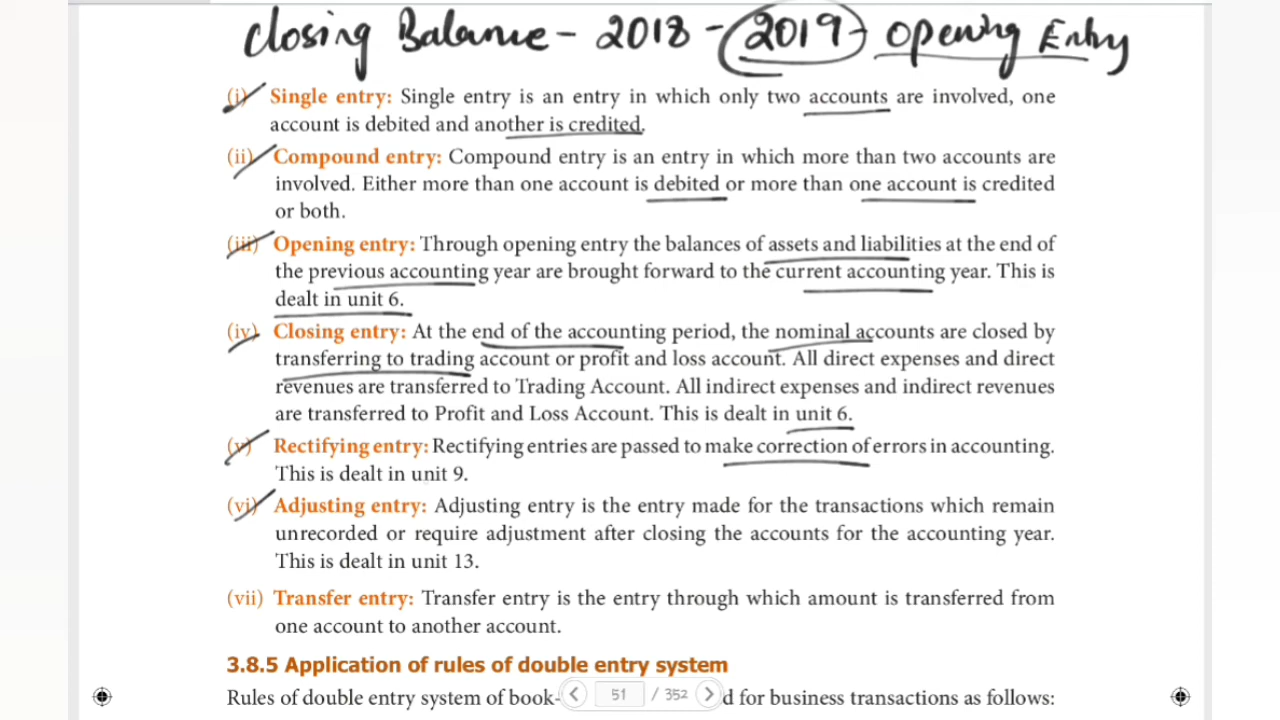 Closing Balance - 2018 - 2019 - Opening Entry
(i) Single entry: Single entry is an entry in which only two accounts are involved, one
account is debited and another is credited.
(ii) Compound entry: Compound entry is an entry in which more than two accounts are
involved. Either more than one account is debited or more than one account is credited
or both.
(iii) Opening entry: Through opening entry the balances of assets and liabilities at the end of
the previous accounting year are brought forward to the current accounting year. This is
dealt in unit 6.
(iv) Closing entry: At the end of the accounting period, the nominal accounts are closed by
transferring to trading account or profit and loss account. All direct expenses and direct
revenues are transferred to Trading Account. All indirect expenses and indirect revenues
are transferred to Profit and Loss Account. This is dealt in unit 6.
(v) Rectifying entry: Rectifying entries are passed to make correction of errors in accounting.
This is dealt in unit 9.
(vi) Adjusting entry: Adjusting entry is the entry made for the transactions which remain
unrecorded or require adjustment after closing the accounts for the accounting year.
This is dealt in unit 13.
(vii) Transfer entry: Transfer entry is the entry through which amount is transferred from
one account to another account.
3.8.5 Application of rules of double entry system
Rules of double entry system of book- 51 / 352 d for business transactions as follows: